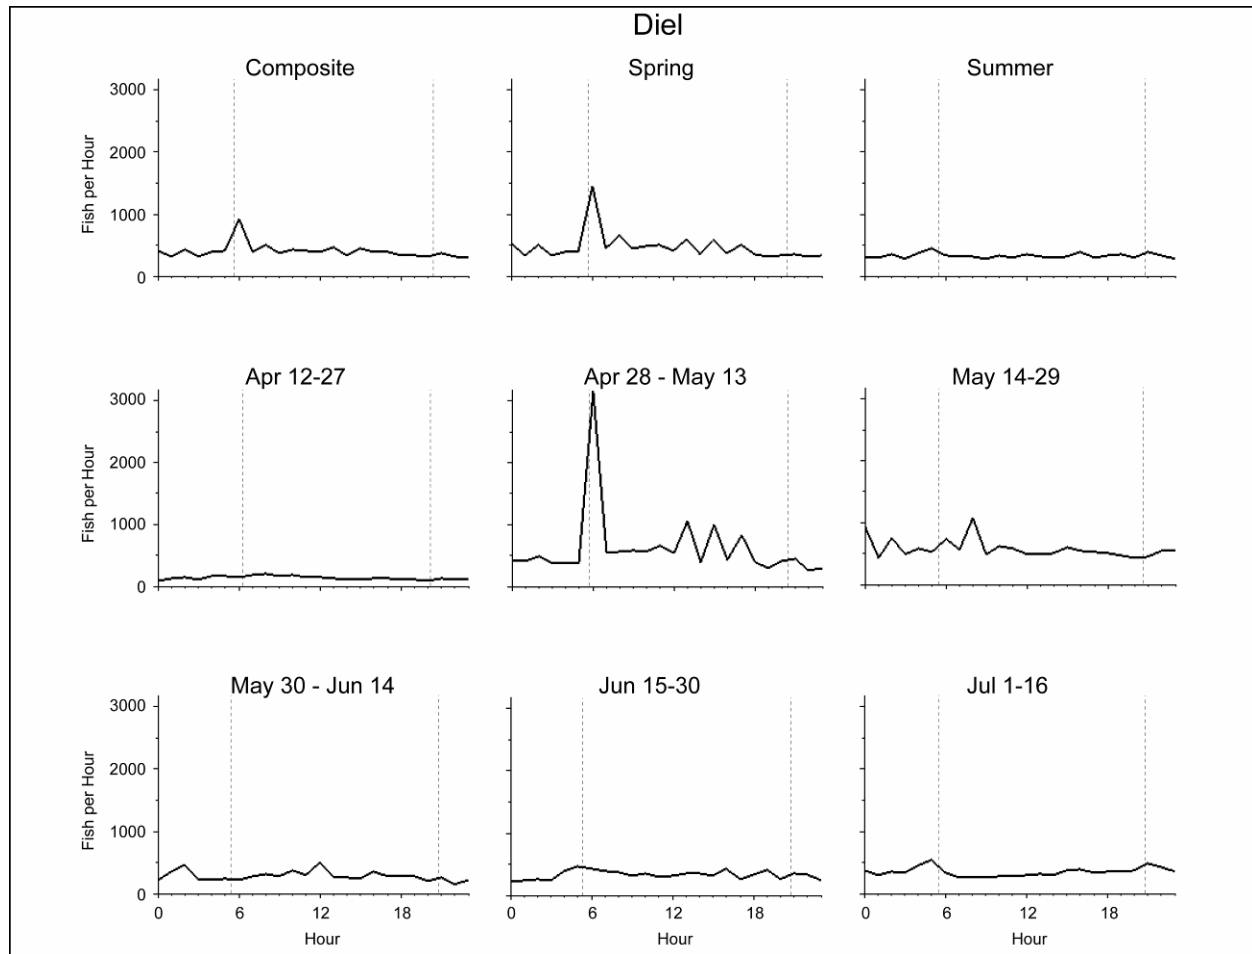 Diel
Composite
Spring
Summer
3000
2000
1000
0
Fish per Hour
Apr 12-27
Apr 28 - May 13
May 14-29
3000
2000
1000
0
Fish per Hour
May 30 - Jun 14
Jun 15-30
Jul 1-16
3000
2000
1000
0
Fish per Hour
0 6 12 18
0 6 12 18
0 6 12 18
Hour
Hour
Hour